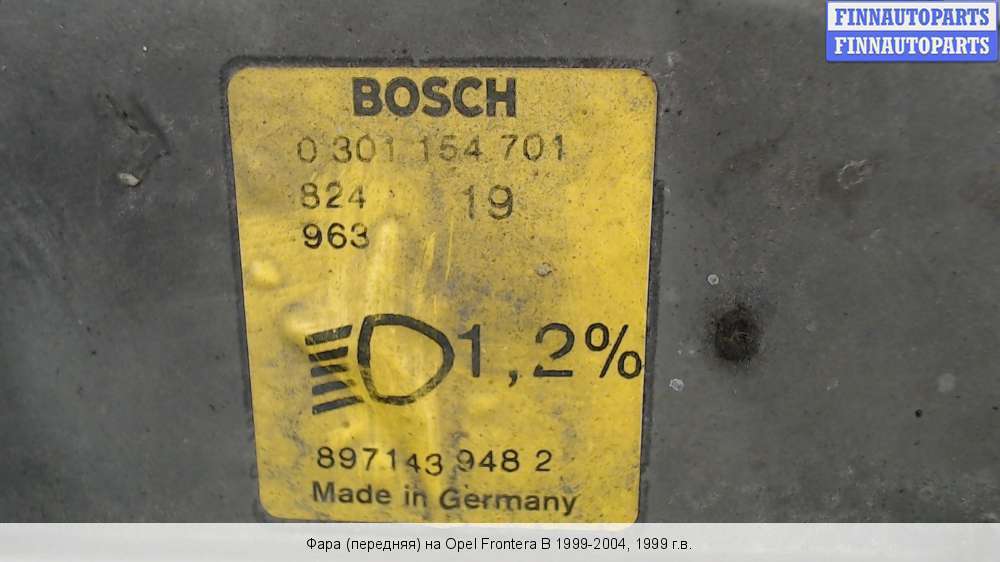 FINNAUTOPARTS
FINNAUTOPARTS
BOSCH
0 301 154 701
824 19
963
1,2%
897143 948 2
Made in Germany
Фара (передняя) на Opel Frontera B 1999-2004, 1999 г.в.